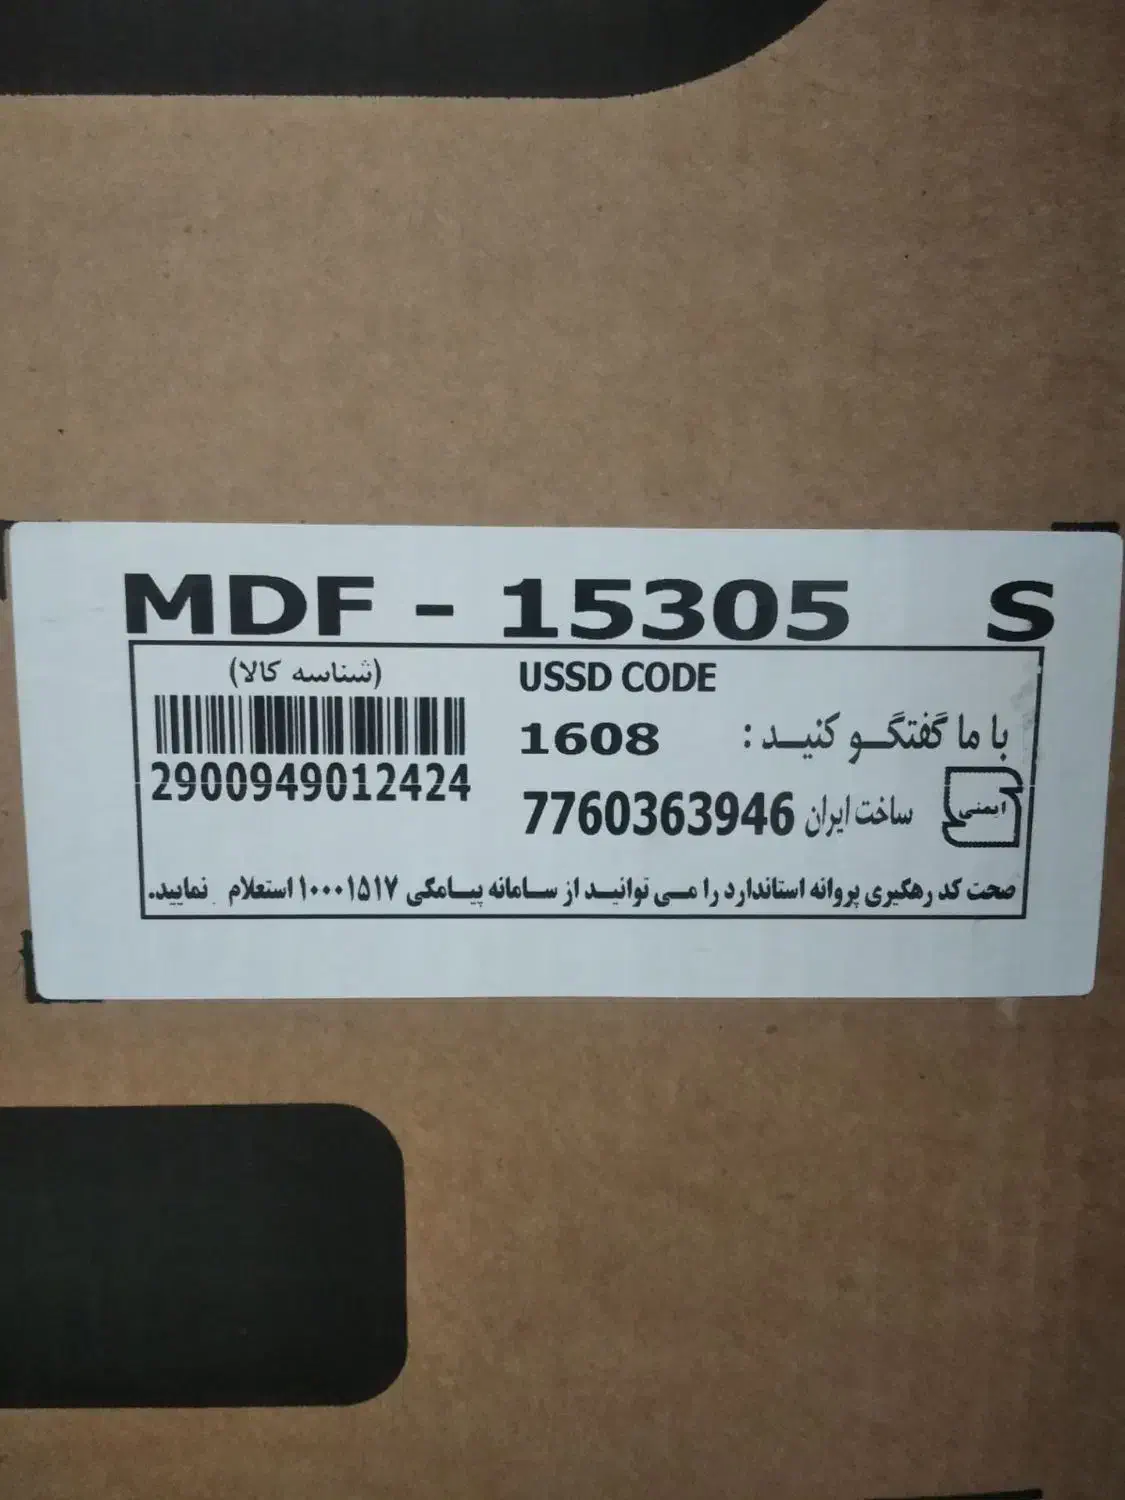 MDF - 15305 S
(شناسه کالا)
2900949012424
USSD CODE
با ما گفتگو کنید : 1608
7760363946 ساخت ایران
ایمنی
صحت کد رهگیری پروانه استاندارد را می توانید از سامانه پیامکی ۱۰۰۰۱۵۱۷ استعلام نمایید.